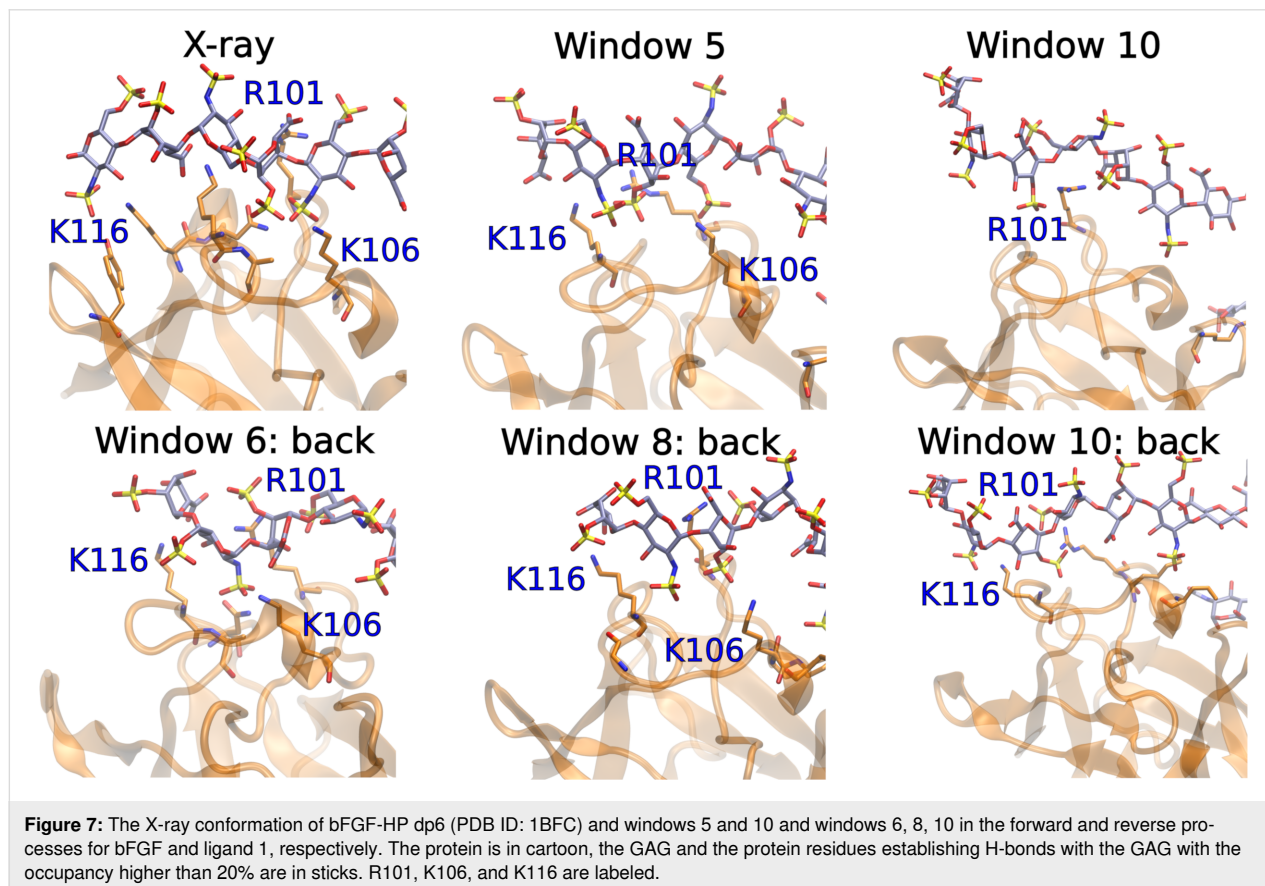 X-ray
Window 5
Window 10
R101
K116
K106
R101
K116
K106
R101
Window 6: back
Window 8: back
Window 10: back
R101
K116
K106
R101
K116
K106
R101
K116
Figure 7: The X-ray conformation of bFGF-HP dp6 (PDB ID: 1BFC) and windows 5 and 10 and windows 6, 8, 10 in the forward and reverse pro-
cesses for bFGF and ligand 1, respectively. The protein is in cartoon, the GAG and the protein residues establishing H-bonds with the GAG with the
occupancy higher than 20% are in sticks. R101, K106, and K116 are labeled.